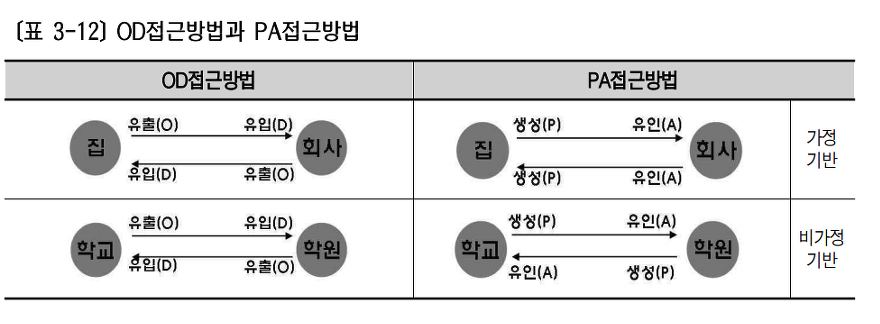 〔표 3-12〕 OD접근방법과 PA접근방법
OD접근방법 PA접근방법
유출(O) 유입(D) 생성(P) 유인(A)
집 회사 집 회사 가정
기반
유입(D) 유출(O) 생성(P) 유인(A)
유출(O) 유입(D) 생성(P) 유인(A)
학교 학원 학교 학원 비가정
기반
유입(D) 유출(O) 유인(A) 생성(P)